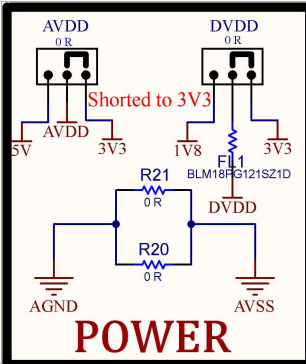 AVDD
0 R
DVDD
0 R
Shorted to 3V3
5V
AVDD
3V3
1V8
3V3
FL1
BLM18PG121SZ1D
DVDD
R21
0 R
R20
0 R
AGND
AVSS
POWER